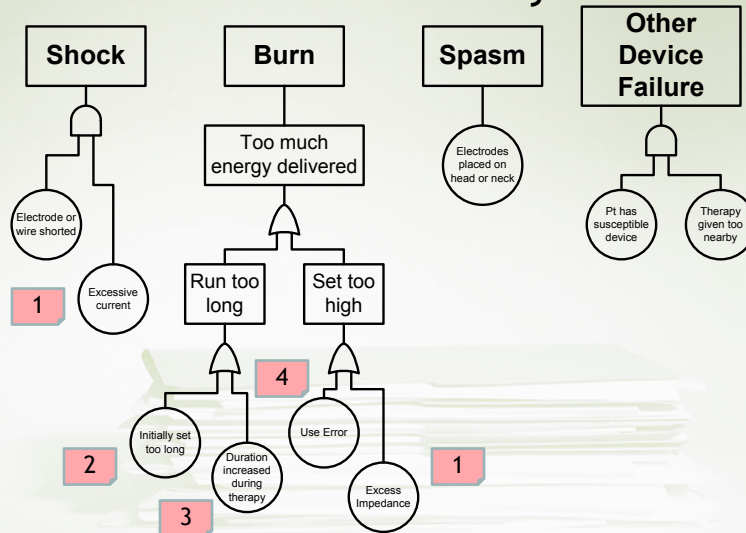 Shock
Burn
Spasm
Other
Device
Failure
Too much
energy delivered
Electrodes
placed on
head or neck
Electrode or
wire shorted
Pt has
susceptible
device
Therapy
given too
nearby
Excessive
current
1
Run too
long
Set too
high
4
Initially set
too long
Use Error
2
Duration
increased
during
therapy
1
Excess
Impedance
3